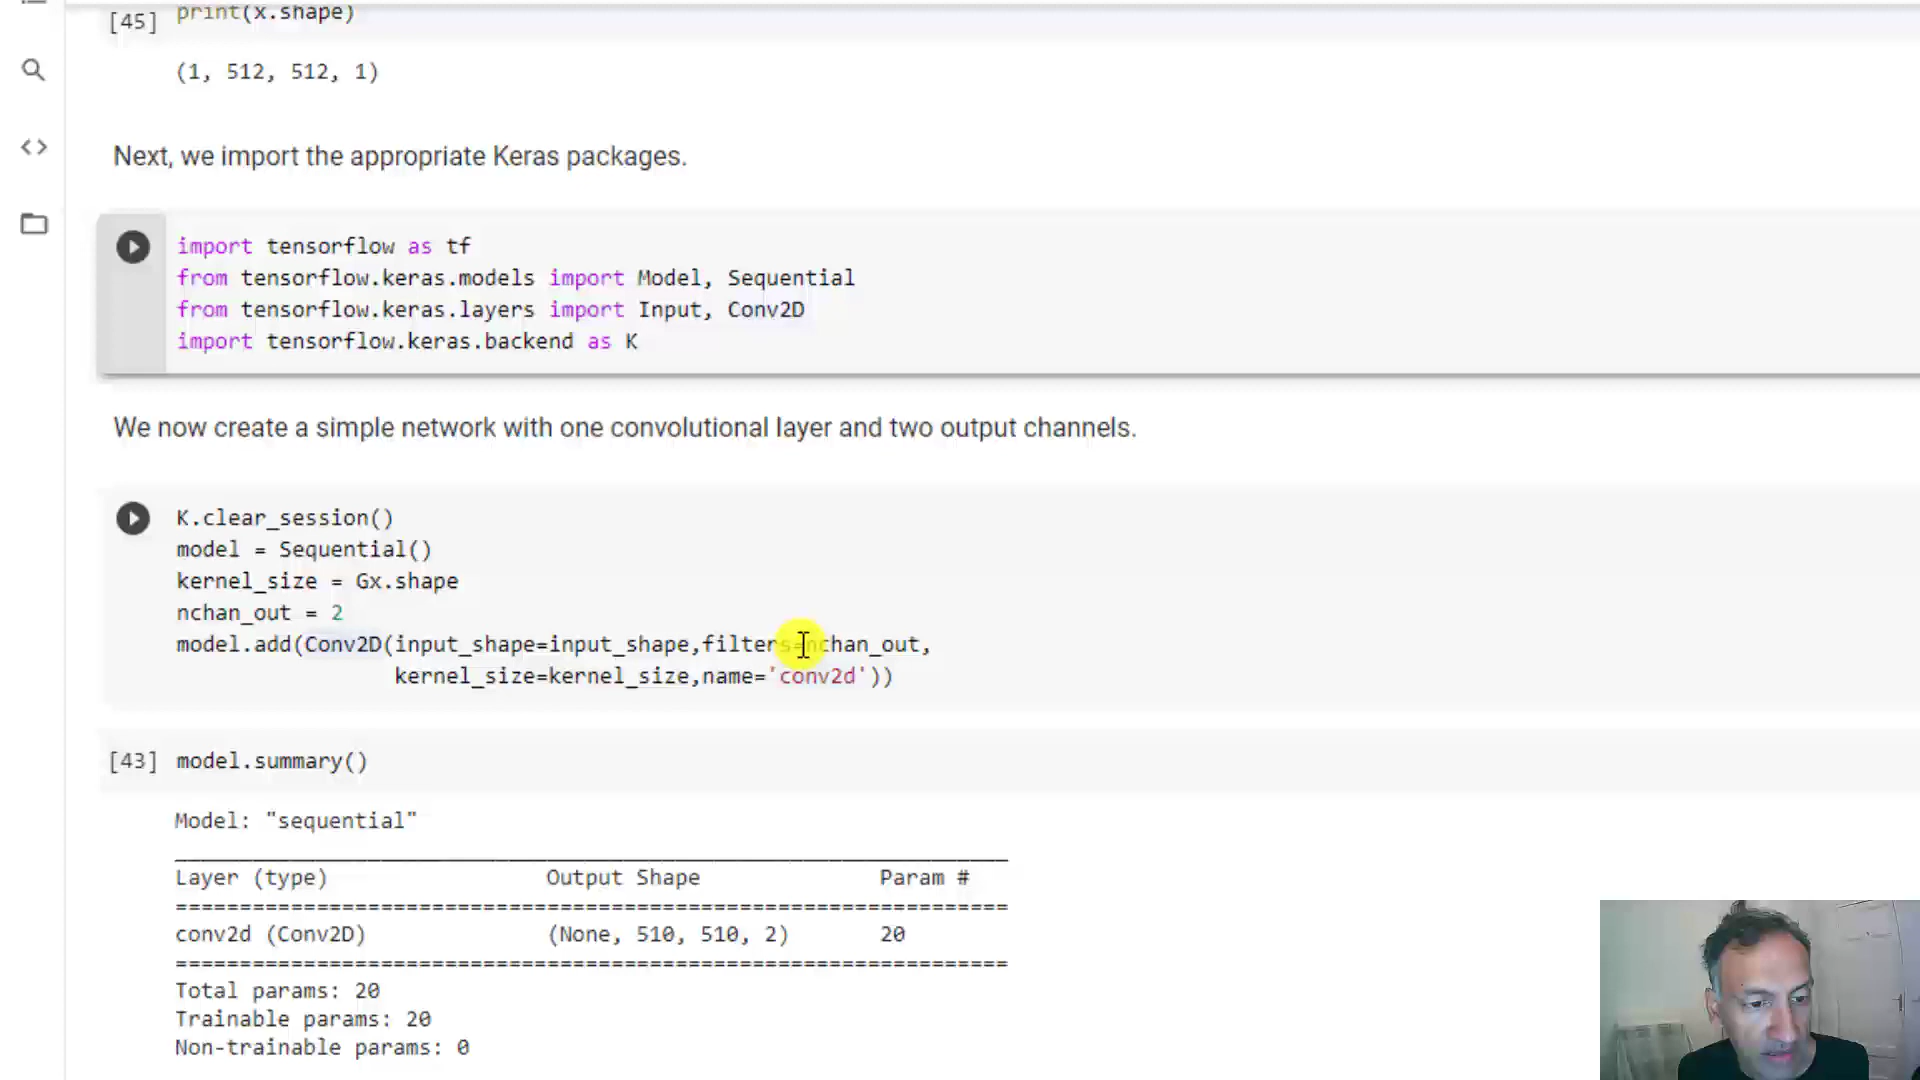 print(x.shape)
[45]
(1, 512, 512, 1)
Next, we import the appropriate Keras packages.
import tensorflow as tf
from tensorflow.keras.models import Model, Sequential
from tensorflow.keras.layers import Input, Conv2D
import tensorflow.keras.backend as K
We now create a simple network with one convolutional layer and two output channels.
K.clear_session()
model = Sequential()
kernel_size = Gx.shape
nchan_out = 2
model.add(Conv2D(input_shape=input_shape,filters=nchan_out,
kernel_size=kernel_size,name='conv2d'))
[43] model.summary()
Model: "sequential"
Layer (type) Output Shape Param #
conv2d (Conv2D) (None, 510, 510, 2) 20
Total params: 20
Trainable params: 20
Non-trainable params: 0